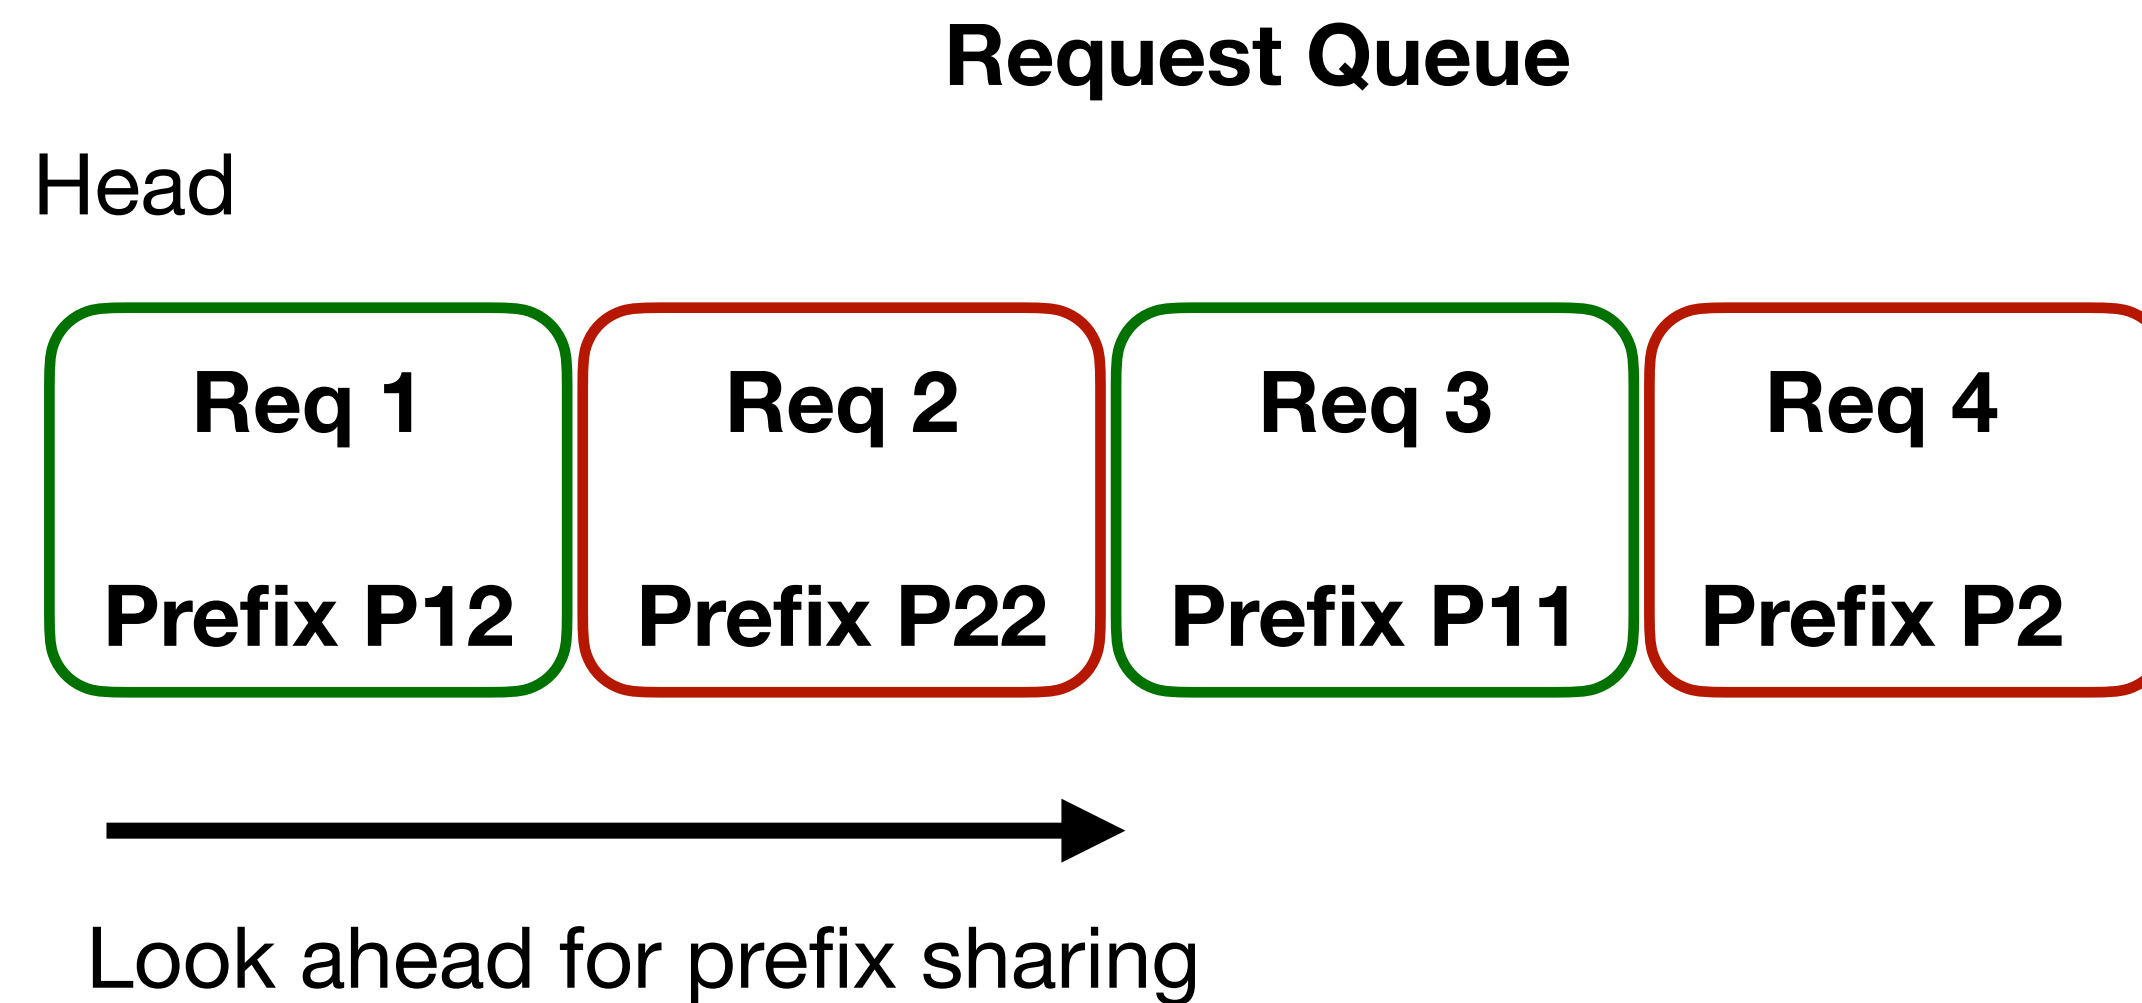 Request Queue
Head
Req 1
Prefix P12
Req 2
Prefix P22
Req 3
Prefix P11
Req 4
Prefix P2
Look ahead for prefix sharing